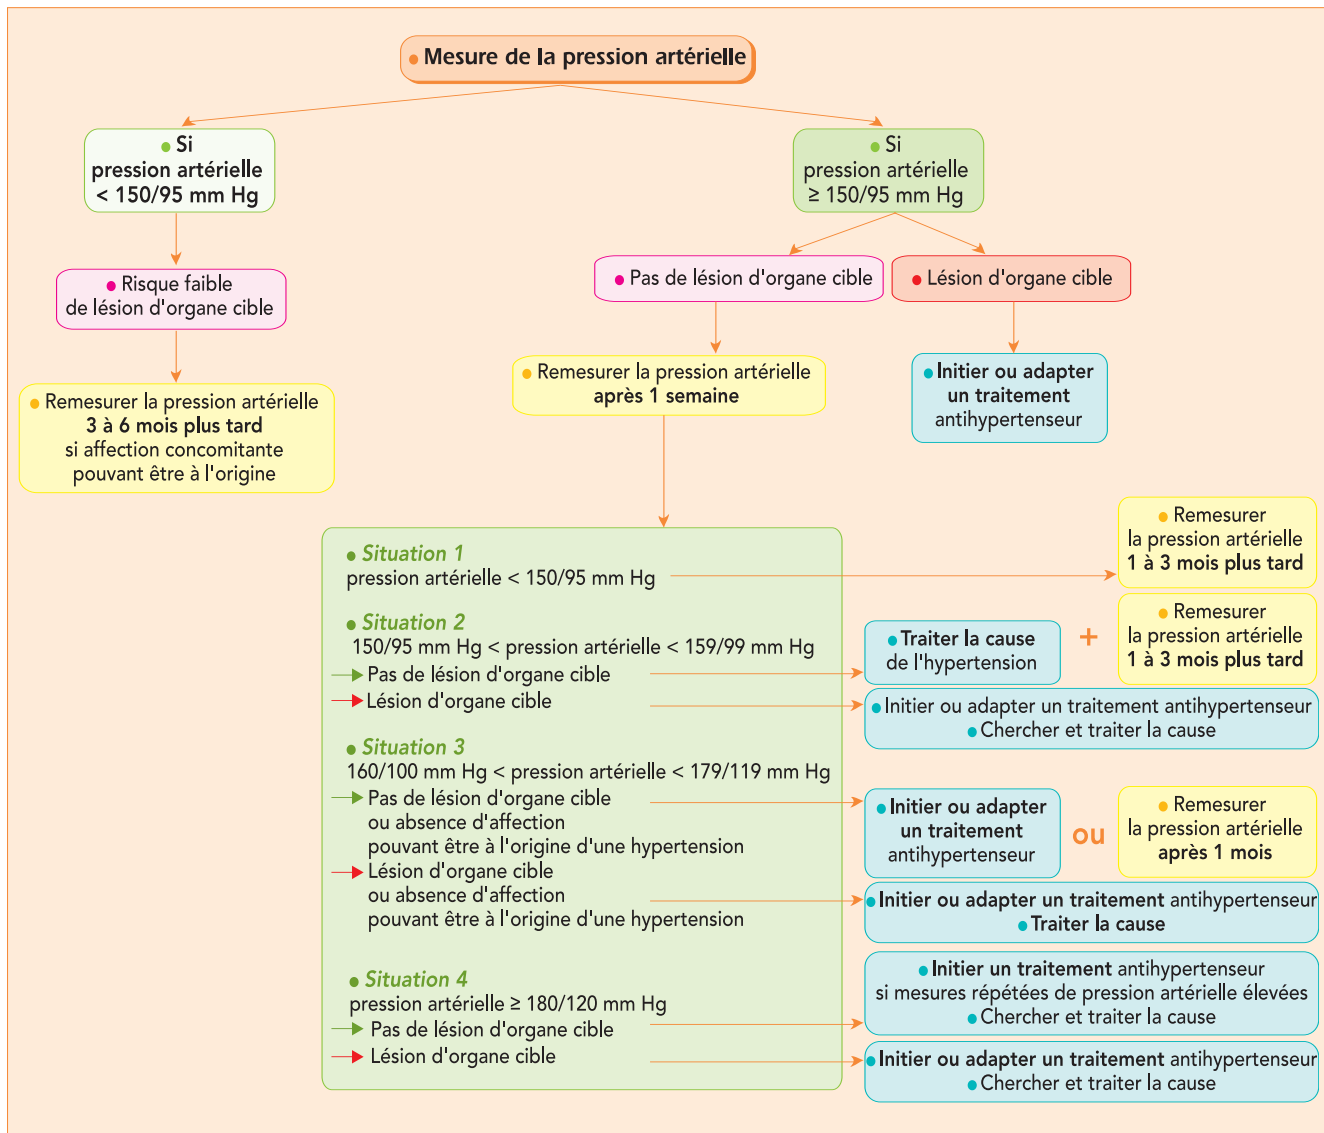 • Mesure de la pression artérielle
• Si
pression artérielle
< 150/95 mm Hg
• Si
pression artérielle
≥ 150/95 mm Hg
• Risque faible
de lésion d'organe cible
• Pas de lésion d'organe cible
• Lésion d'organe cible
• Remesurer la pression artérielle
3 à 6 mois plus tard
si affection concomitante
pouvant être à l'origine
• Remesurer la pression artérielle
après 1 semaine
• Initier ou adapter
un traitement
antihypertenseur
• Situation 1
pression artérielle < 150/95 mm Hg
• Remesurer
la pression artérielle
1 à 3 mois plus tard
• Situation 2
150/95 mm Hg < pression artérielle < 159/99 mm Hg
Pas de lésion d'organe cible
• Traiter la cause
de l'hypertension
+
• Remesurer
la pression artérielle
1 à 3 mois plus tard
Lésion d'organe cible
• Initier ou adapter un traitement antihypertenseur
• Chercher et traiter la cause
• Situation 3
160/100 mm Hg < pression artérielle < 179/119 mm Hg
Pas de lésion d'organe cible
ou absence d'affection
pouvant être à l'origine d'une hypertension
• Initier ou adapter
un traitement
antihypertenseur
ou
• Remesurer
la pression artérielle
après 1 mois
Lésion d'organe cible
ou absence d'affection
pouvant être à l'origine d'une hypertension
• Initier ou adapter un traitement antihypertenseur
• Traiter la cause
• Situation 4
pression artérielle ≥ 180/120 mm Hg
Pas de lésion d'organe cible
• Initier un traitement antihypertenseur
si mesures répétées de pression artérielle élevées
• Chercher et traiter la cause
Lésion d'organe cible
• Initier ou adapter un traitement antihypertenseur
• Chercher et traiter la cause